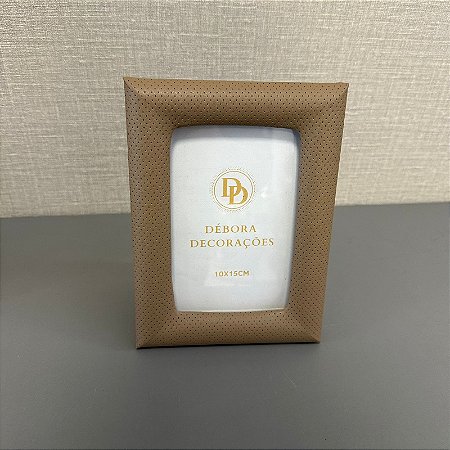 DD
DÉBORA
DECORAÇÕES
10X15CM